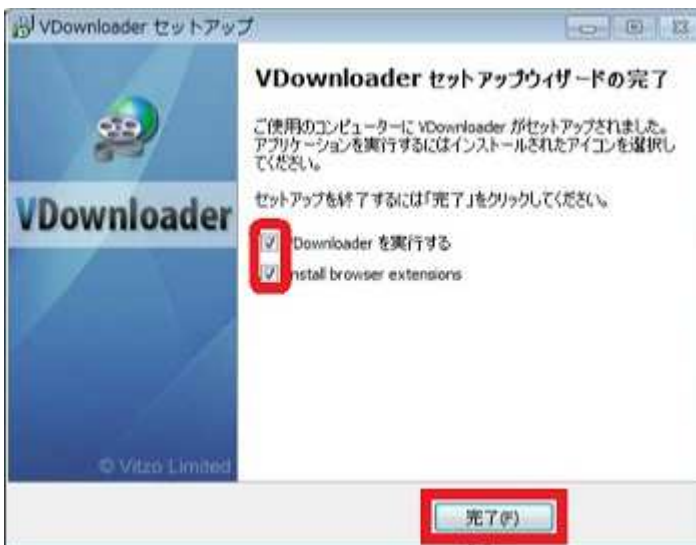 VDownloader セットアップ
VDownloader セットアップウィザードの完了
ご使用のコンピューターに VDownloader がセットアップされました。
アプリケーションを実行するにはインストールされたアイコンを選択し
てください。
セットアップを終了するには「完了」をクリックしてください。
VDownloader
Downloader を実行する
nstall browser extensions
© Vitzo Limited
完了(F)